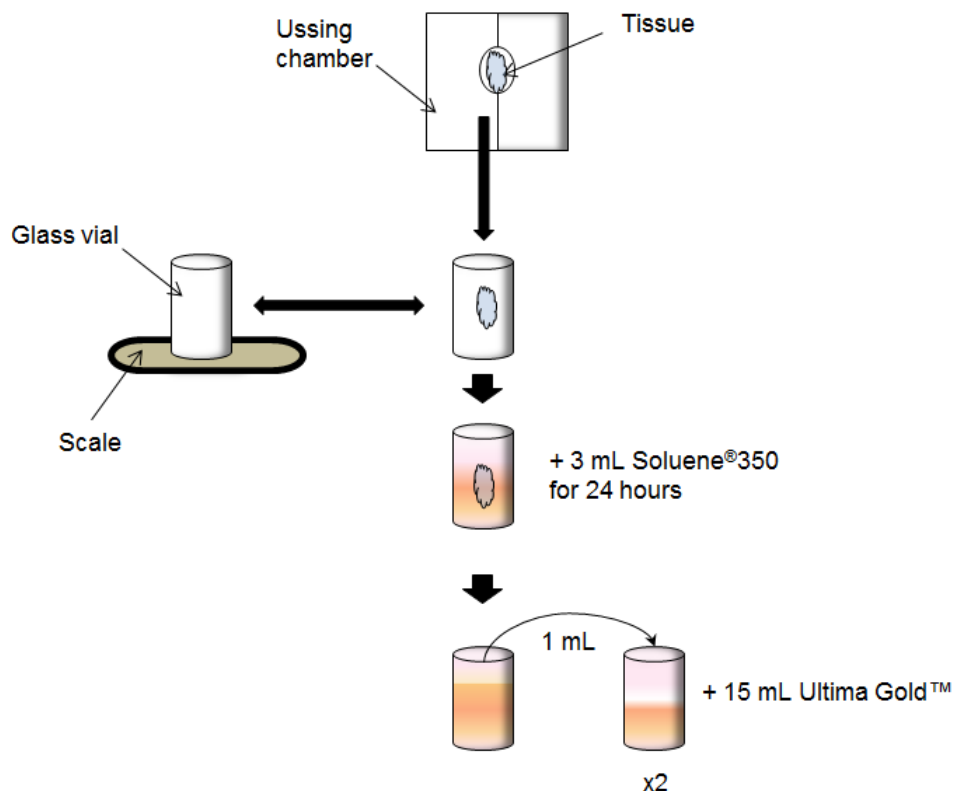 Ussing
chamber
Tissue
Glass vial
Scale
+ 3 mL Soluene®350
for 24 hours
1 mL
+ 15 mL Ultima Gold™
x2